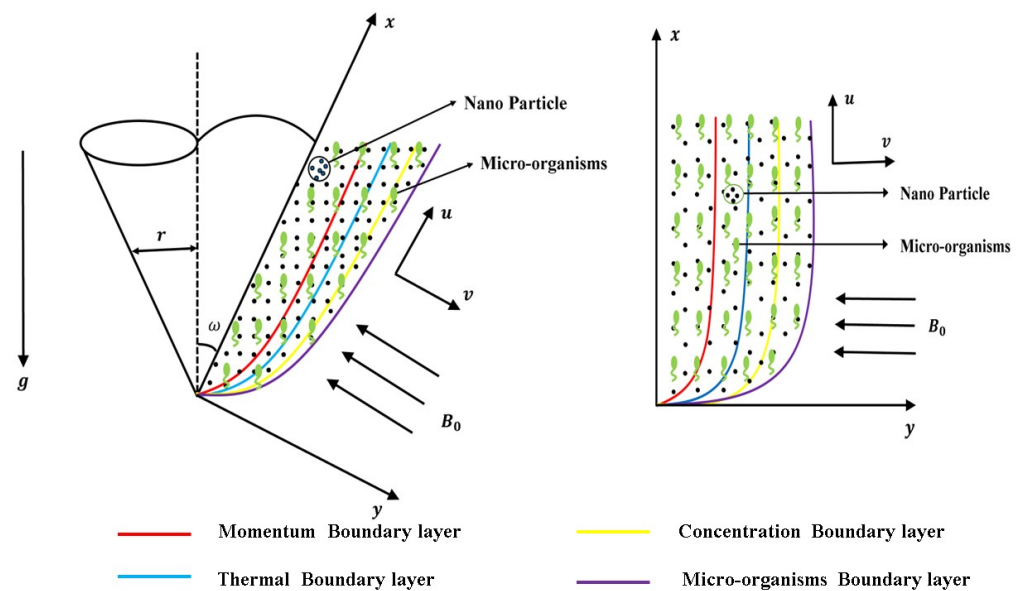 x
Nano Particle
Micro-organisms
u
v
r
ω
g
B₀
y
x
u
v
Nano Particle
Micro-organisms
B₀
y
Momentum Boundary layer
Concentration Boundary layer
Thermal Boundary layer
Micro-organisms Boundary layer